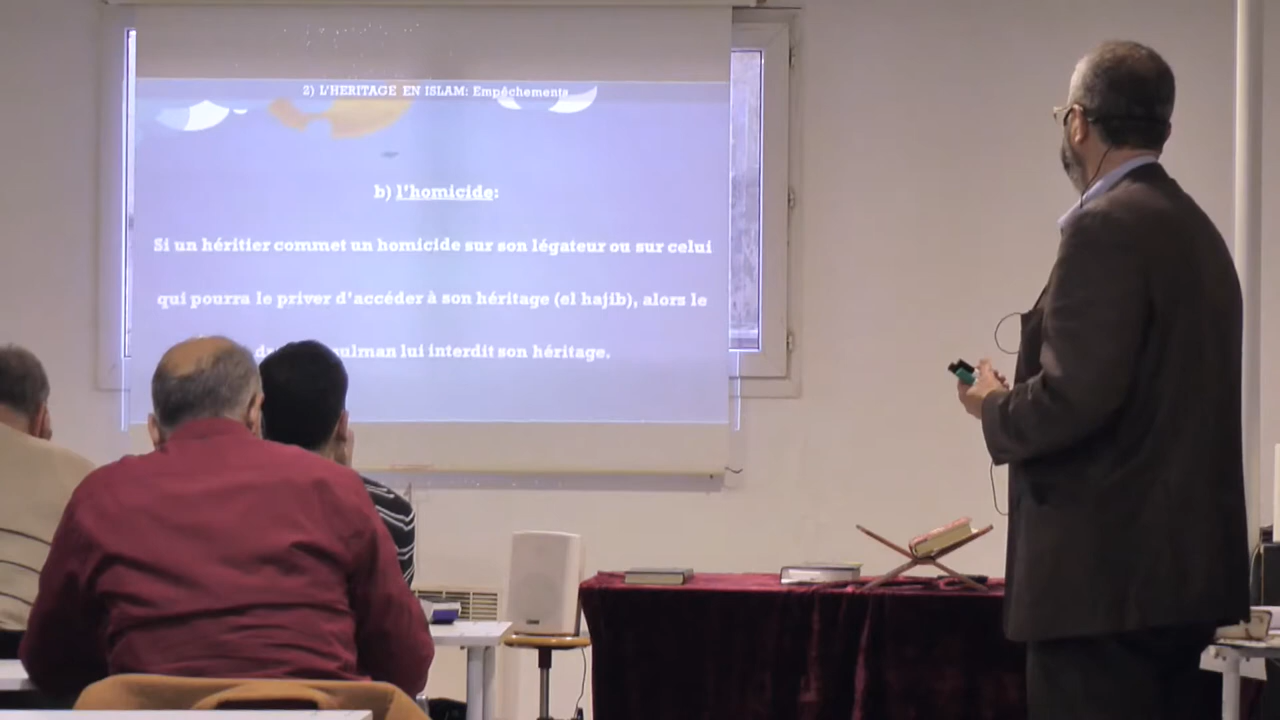 2) L'HERITAGE EN ISLAM: Empêchements
b) l'homicide:
Si un héritier commet un homicide sur son légateur ou sur celui
qui pourra le priver d'accéder à son héritage (el hajib), alors le
lui interdit son héritage.